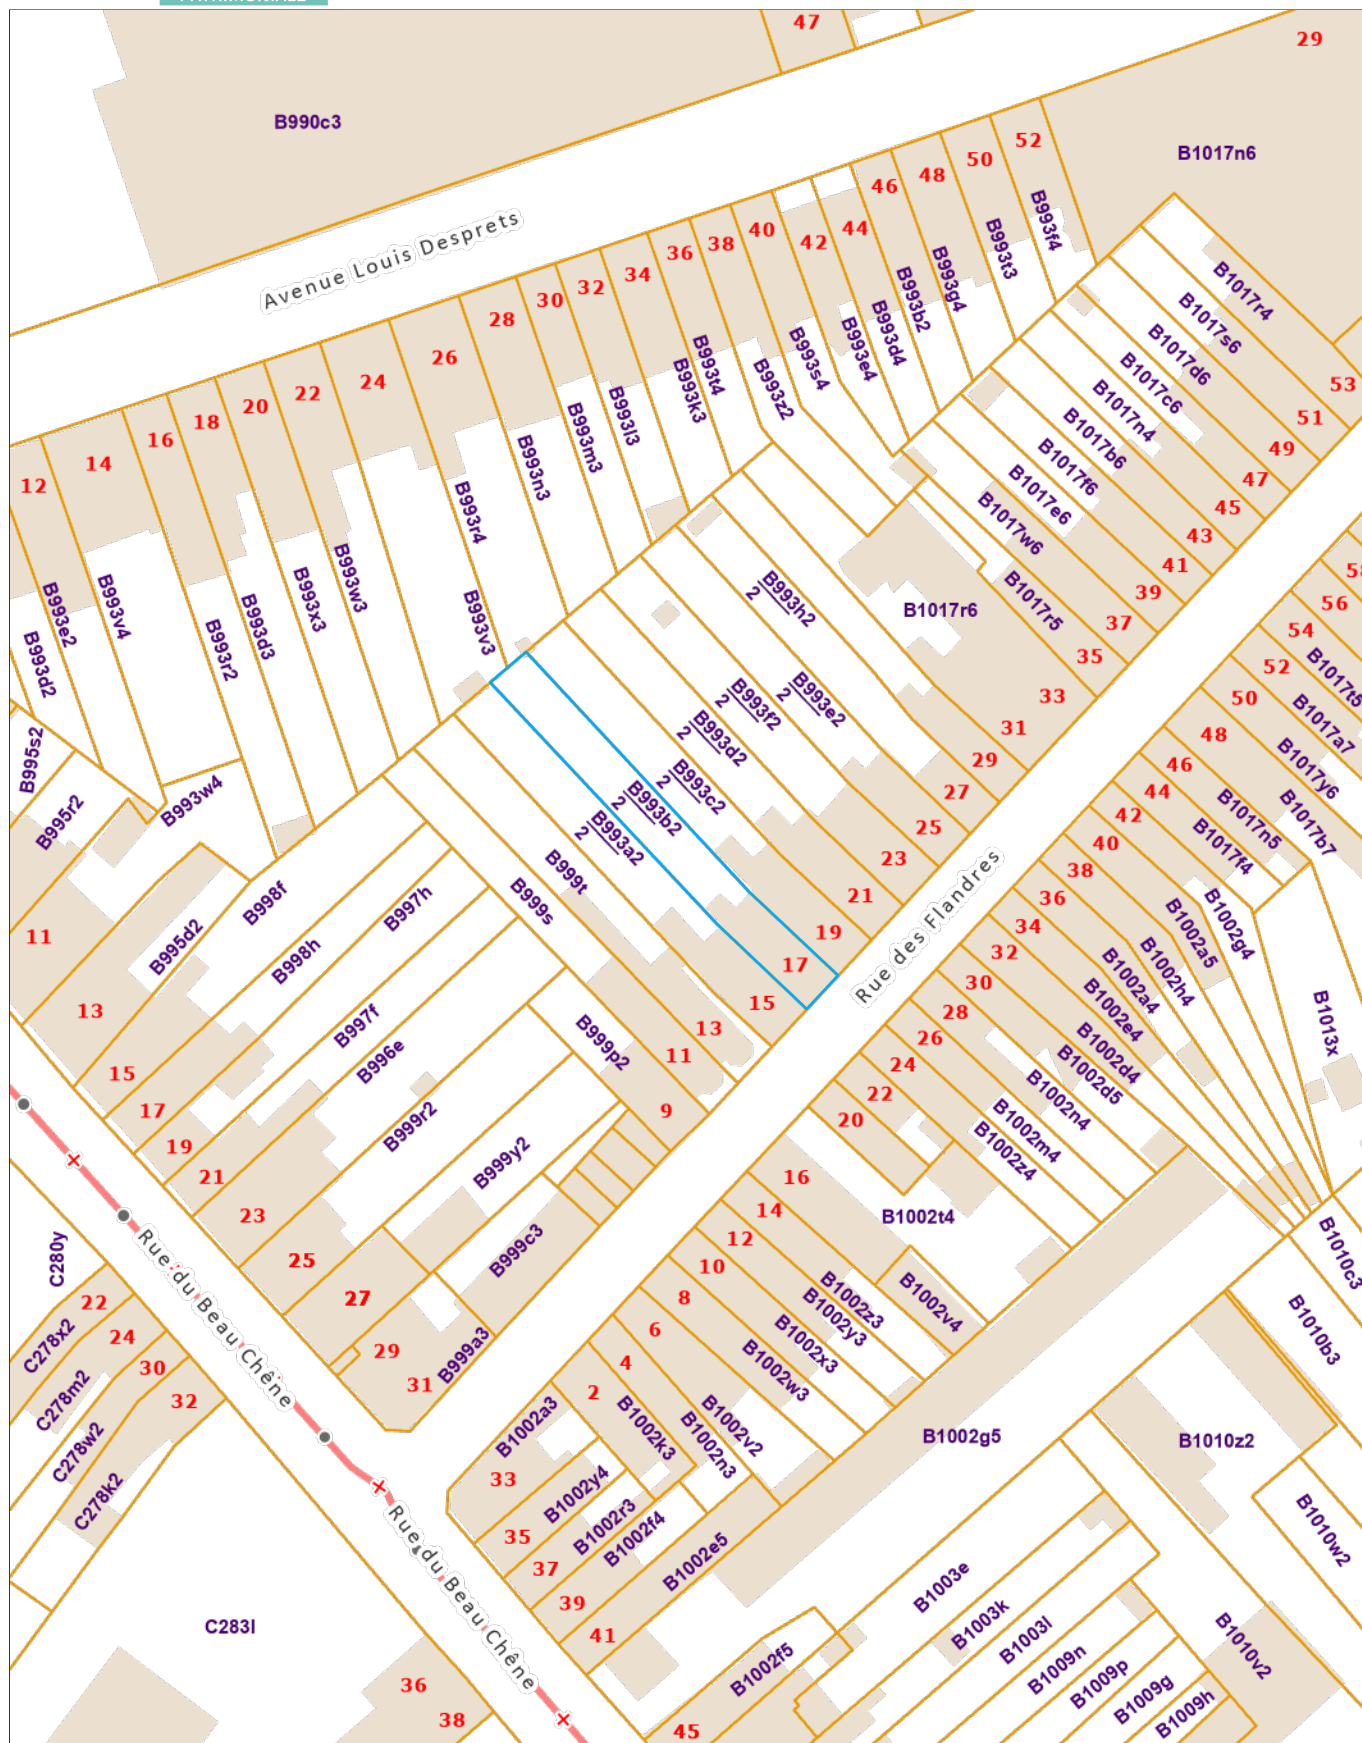 47
29
B990c3
52
B1017n6
50
48
46
Avenue Louis Desprets
44
42
40
38
36
34
32
30
28
26
24
22
20
18
16
14
12
B993f4
B993t3
B993g4
B993b2
B993d4
B993e4
B993s4
B993z2
B993t4
B993k3
B993l3
B993m3
B993n3
B993r4
B993v3
B993w3
B993x3
B993d3
B993r2
B993v4
B993e2
B993d2
B1017r4
B1017s6
B1017d6
B1017c6
B1017n4
B1017b6
B1017f6
B1017e6
B1017w6
B1017r5
B1017r6
53
51
49
47
45
43
41
39
37
35
33
31
29
27
25
23
21
19
17
15
13
11
9
B993h2
2
B993e2
2
B993f2
2
B993d2
2
B993c2
2
B993b2
2
B993a2
2
B999t
B999s
B999p2
B995s2
B995r2
B993w4
B995d2
B998f
B998h
B997h
B997f
B996e
B999r2
B999y2
B999c3
B999a3
11
13
15
17
19
21
23
25
27
29
31
Rue des Flandres
56
54
52
50
48
46
44
42
40
38
36
34
32
30
28
26
24
22
20
16
14
12
10
8
6
4
2
B1017t5
B1017a7
B1017y6
B1017b7
B1017n5
B1017f4
B1002g4
B1002a5
B1002h4
B1002a4
B1002e4
B1002d4
B1002d5
B1002n4
B1002m4
B1002z4
B1013x
B1002t4
B1002v4
B1002z3
B1002y3
B1002x3
B1002w3
B1002v2
B1002n3
B1002k3
B1002a3
B1002g5
B1010c3
B1010b3
B1010z2
B1010w2
B1010v2
Rue du Beau Chêne
C280y
22
C278x2
24
C278m2
30
C278w2
32
C278k2
C283l
33
35
37
39
41
B1002y4
B1002r3
B1002f4
B1002e5
Rue du Beau Chêne
36
38
45
B1002f5
B1003e
B1003k
B1003l
B1009n
B1009p
B1009g
B1009h